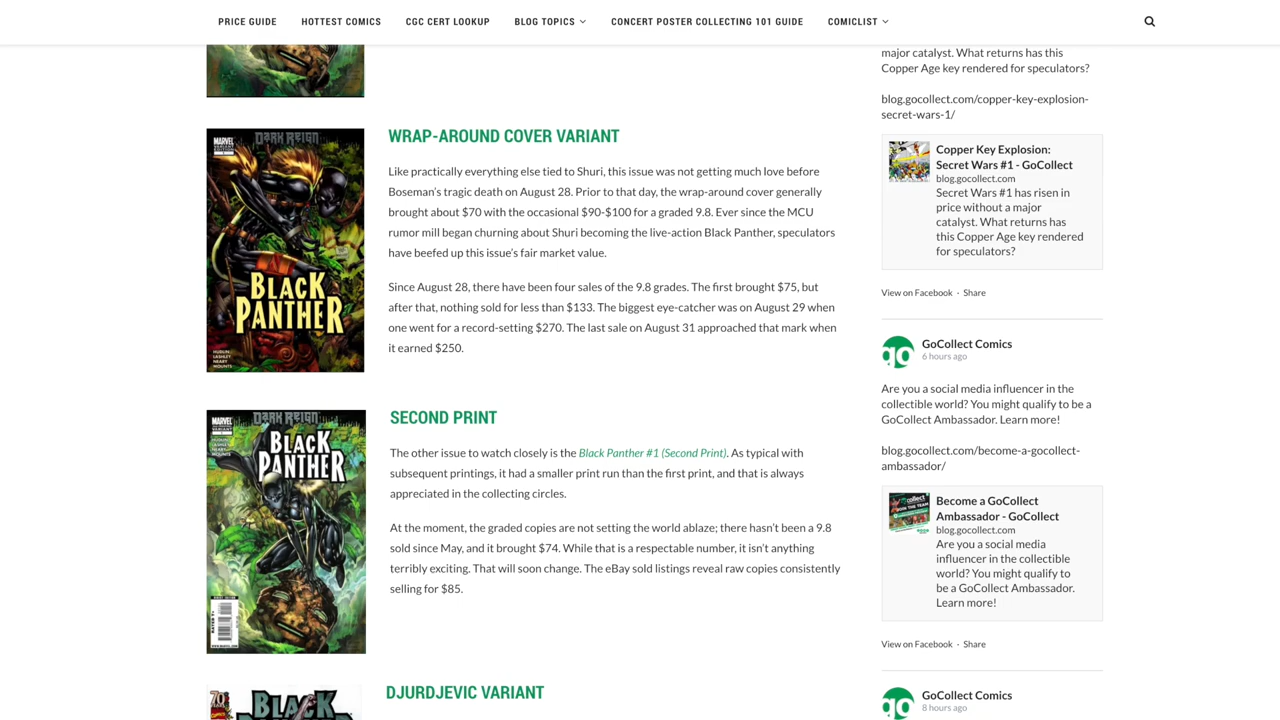 PRICE GUIDE HOTTEST COMICS CGC CERT LOOKUP BLOG TOPICS CONCERT POSTER COLLECTING 101 GUIDE COMICLIST
WRAP-AROUND COVER VARIANT
Like practically everything else tied to Shuri, this issue was not getting much love before
Boseman's tragic death on August 28. Prior to that day, the wrap-around cover generally
brought about $70 with the occasional $90-$100 for a graded 9.8. Ever since the MCU
rumor mill began churning about Shuri becoming the live-action Black Panther, speculators
have beefed up this issue's fair market value.
Since August 28, there have been four sales of the 9.8 grades. The first brought $75, but
after that, nothing sold for less than $133. The biggest eye-catcher was on August 29 when
one went for a record-setting $270. The last sale on August 31 approached that mark when
it earned $250.
MARVEL
DARK REIGN
BLACK
PANTHER
HUDLIN
LASHLEY
NEARY
MOUNTS
SECOND PRINT
The other issue to watch closely is the Black Panther #1 (Second Print). As typical with
subsequent printings, it had a smaller print run than the first print, and that is always
appreciated in the collecting circles.
At the moment, the graded copies are not setting the world ablaze; there hasn't been a 9.8
sold since May, and it brought $74. While that is a respectable number, it isn't anything
terribly exciting. That will soon change. The eBay sold listings reveal raw copies consistently
selling for $85.
MARVEL
DARK REIGN
BLACK
PANTHER
DJURDJEVIC VARIANT
70
BLACK
major catalyst. What returns has this
Copper Age key rendered for speculators?
blog.gocollect.com/copper-key-explosion-
secret-wars-1/
Copper Key Explosion:
Secret Wars #1 - GoCollect
blog.gocollect.com
Secret Wars #1 has risen in
price without a major
catalyst. What returns has
this Copper Age key rendered
for speculators?
View on Facebook · Share
go
GoCollect Comics
6 hours ago
Are you a social media influencer in the
collectible world? You might qualify to be a
GoCollect Ambassador. Learn more!
blog.gocollect.com/become-a-gocollect-
ambassador/
Become a GoCollect
Ambassador - GoCollect
blog.gocollect.com
Are you a social media
influencer in the collectible
world? You might qualify to
be a GoCollect Ambassador.
Learn more!
View on Facebook · Share
go
GoCollect Comics
8 hours ago